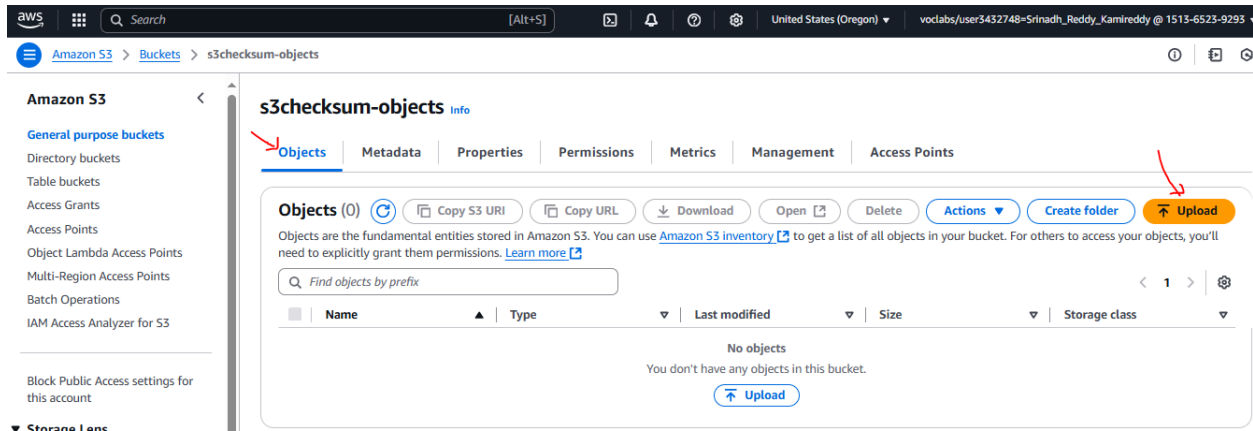 aws Search [Alt+S] United States (Oregon) voclabs/user3432748=Srinadh_Reddy_Kamireddy @ 1513-6523-9293
Amazon S3 > Buckets > s3checksum-objects
Amazon S3
General purpose buckets
Directory buckets
Table buckets
Access Grants
Access Points
Object Lambda Access Points
Multi-Region Access Points
Batch Operations
IAM Access Analyzer for S3
Block Public Access settings for
this account
Storage Lens
s3checksum-objects Info
Objects Metadata Properties Permissions Metrics Management Access Points
Objects (0) Copy S3 URI Copy URL Download Open Delete Actions Create folder Upload
Objects are the fundamental entities stored in Amazon S3. You can use Amazon S3 inventory to get a list of all objects in your bucket. For others to access your objects, you'll
need to explicitly grant them permissions. Learn more
Find objects by prefix
< 1 >
Name Type Last modified Size Storage class
No objects
You don't have any objects in this bucket.
Upload